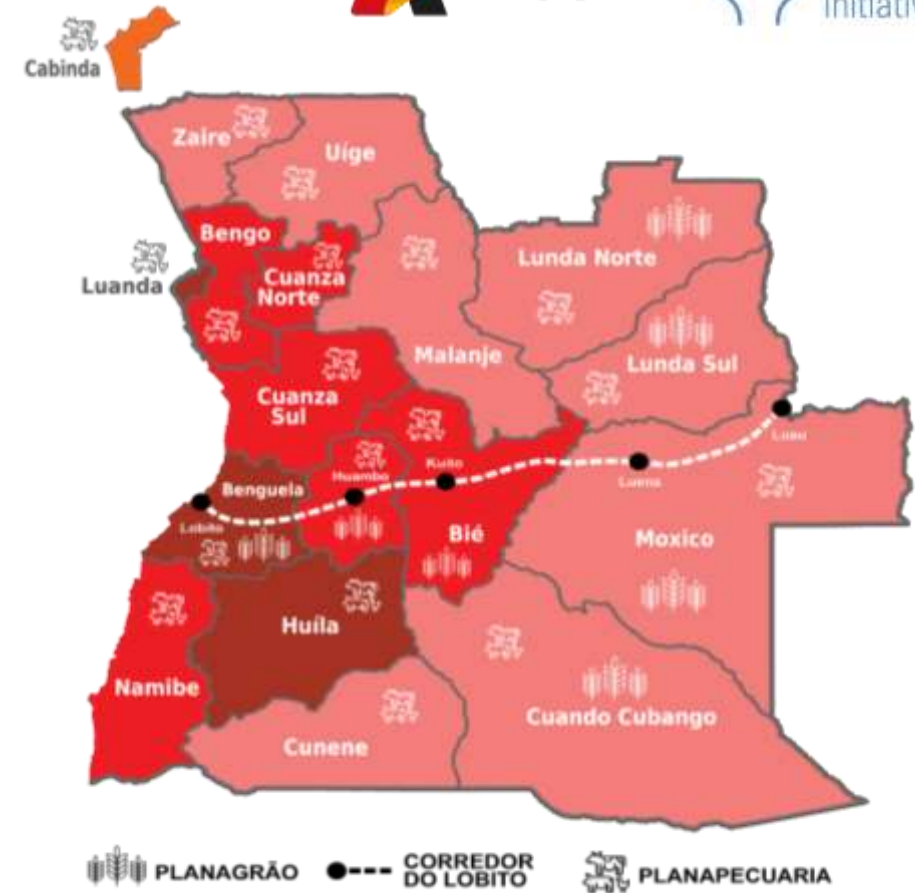 Cabinda
Zaire
Uíge
Bengo
Luanda
Cuanza
Norte
Lunda Norte
Malanje
Lunda Sul
Cuanza
Sul
Luau
Kuito
Huambo
Luena
Benguela
Lobito
Bié
Moxico
Huíla
Namibe
Cuando Cubango
Cunene
PLANAGRÃO
CORREDOR
DO LOBITO
PLANAPECUARIA